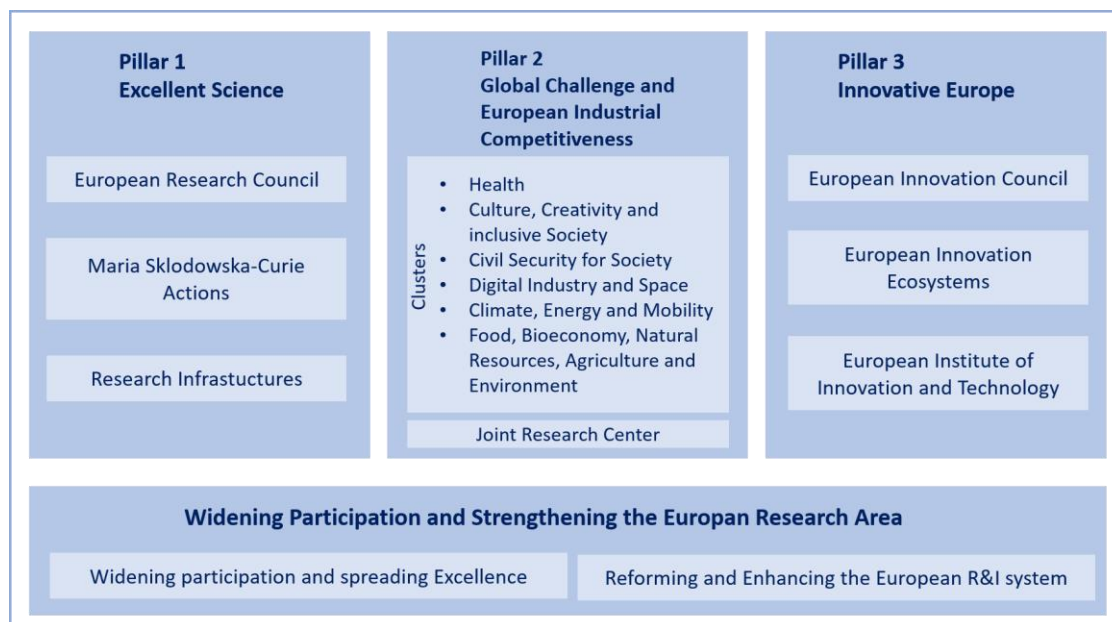 Pillar 1
Excellent Science
European Research Council
Maria Sklodowska-Curie
Actions
Research Infrastuctures
Pillar 2
Global Challenge and
European Industrial
Competitiveness
Clusters
• Health
• Culture, Creativity and
inclusive Society
• Civil Security for Society
• Digital Industry and Space
• Climate, Energy and Mobility
• Food, Bioeconomy, Natural
Resources, Agriculture and
Environment
Joint Research Center
Pillar 3
Innovative Europe
European Innovation Council
European Innovation
Ecosystems
European Institute of
Innovation and Technology
Widening Participation and Strengthening the Europan Research Area
Widening participation and spreading Excellence
Reforming and Enhancing the European R&I system